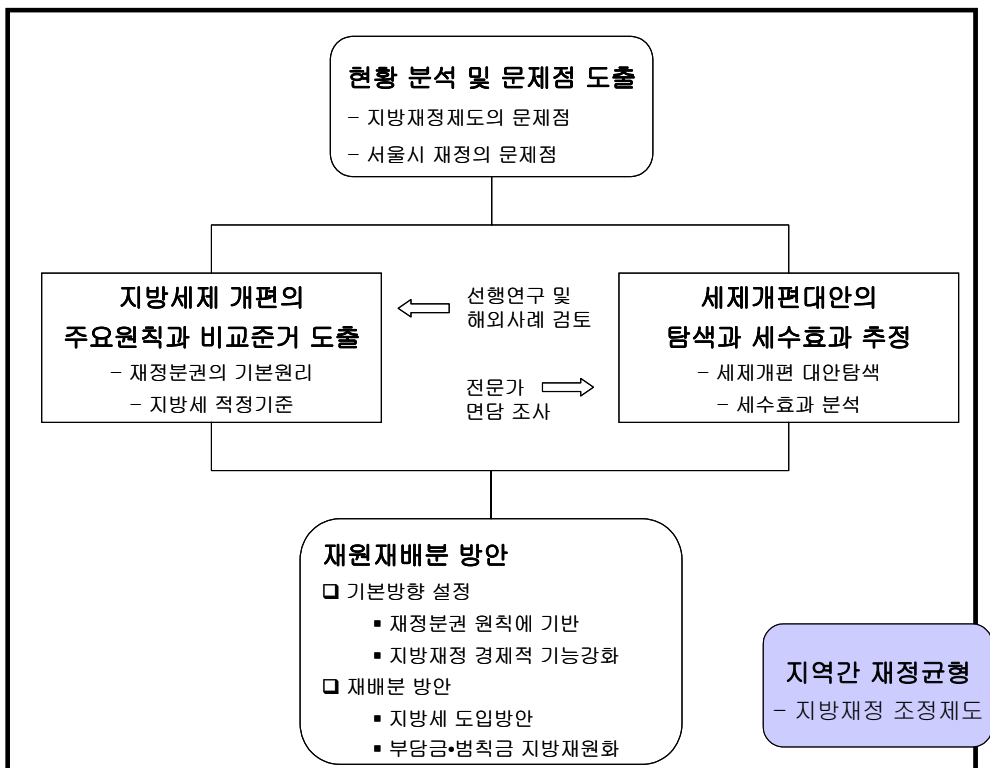 현황 분석 및 문제점 도출
– 지방재정제도의 문제점
– 서울시 재정의 문제점
지방세제 개편의
주요원칙과 비교준거 도출
– 재정분권의 기본원리
– 지방세 적정기준
선행연구 및
해외사례 검토
전문가
면담 조사
세제개편대안의
탐색과 세수효과 추정
– 세제개편 대안탐색
– 세수효과 분석
재원재배분 방안
❑ 기본방향 설정
▪ 재정분권 원칙에 기반
▪ 지방재정 경제적 기능강화
❑ 재배분 방안
▪ 지방세 도입방안
▪ 부담금•범칙금 지방재원화
지역간 재정균형
– 지방재정 조정제도